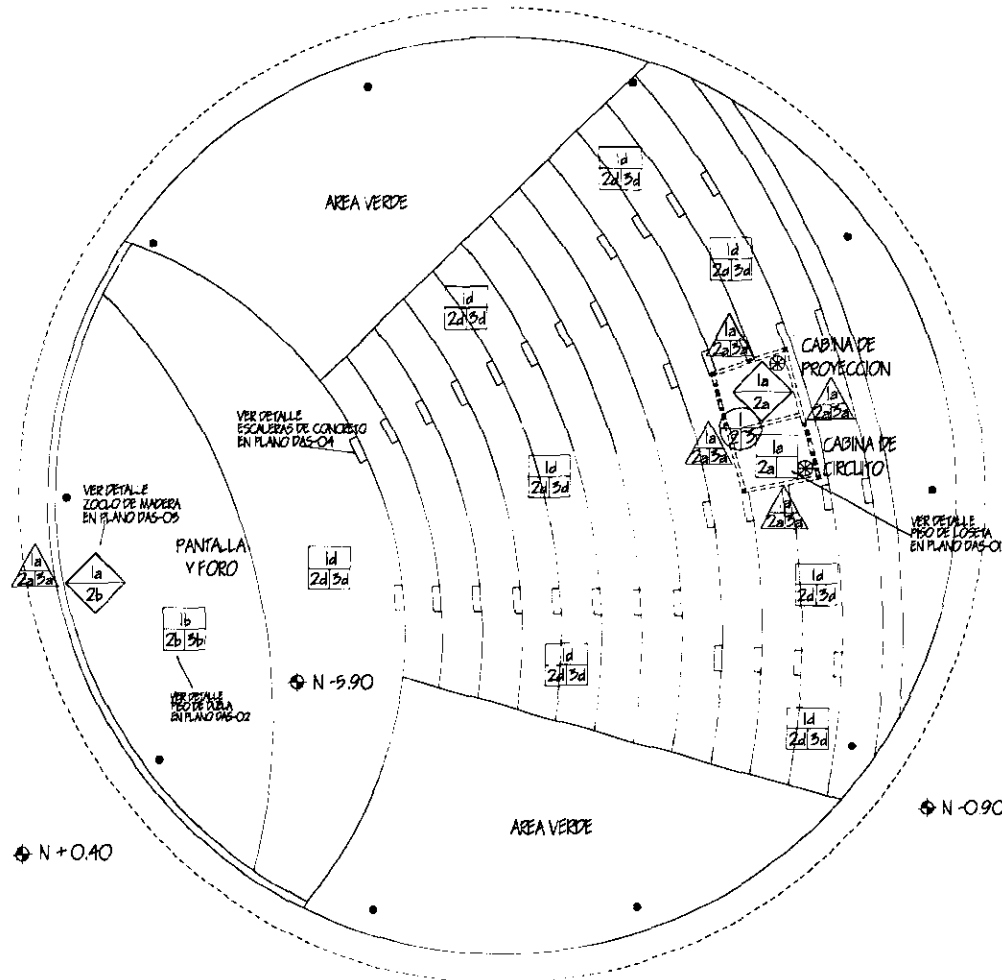 AREA VERDE
1d
2d 3d
1d
2d 3d
1d
2d 3d
1a
2a 3a
CABINA DE
PROYECCION
1a
2a
1a
2a 3a
VER DETALLE
ESCALERAS DE CONCRETO
EN PLANO DAS-04
1a
2a 3a
1a
2a
CABINA DE
CIRCUITO
1d
2d 3d
VER DETALLE
ZOCLO DE MADERA
EN PLANO DAS-03
2a 3a
VER DETALLE
PISO DE LOSETA
EN PLANO DAS-01
PANTALLA
Y FORO
1a
2a 3a
1a
2b
1d
2d 3d
1d
2d 3d
1b
2b 3b
1d
2d 3d
VER DETALLE
PISO DE DUELA
EN PLANO DAS-02
N -5.90
1d
2d 3d
N -0.90
AREA VERDE
N +0.40